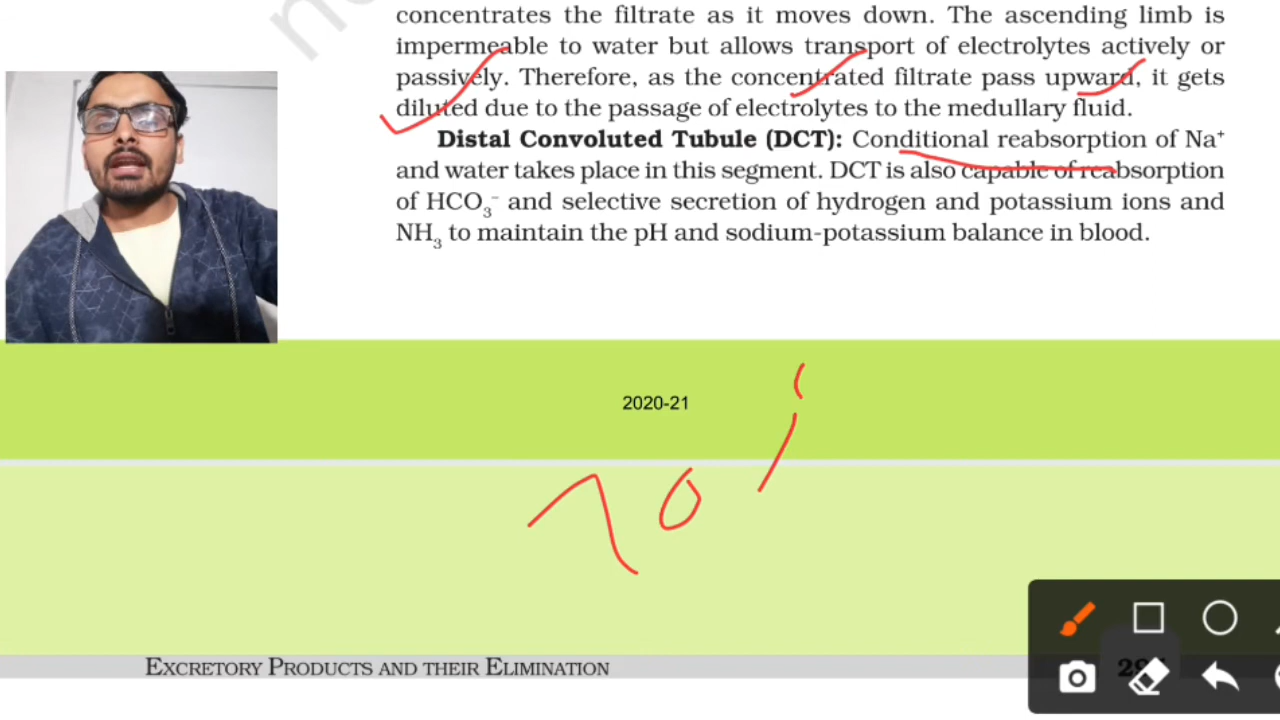 concentrates the filtrate as it moves down. The ascending limb is
impermeable to water but allows transport of electrolytes actively or
passively. Therefore, as the concentrated filtrate pass upward, it gets
diluted due to the passage of electrolytes to the medullary fluid.
Distal Convoluted Tubule (DCT): Conditional reabsorption of Na⁺
and water takes place in this segment. DCT is also capable of reabsorption
of HCO₃⁻ and selective secretion of hydrogen and potassium ions and
NH₃ to maintain the pH and sodium-potassium balance in blood.
2020-21
EXCRETORY PRODUCTS AND THEIR ELIMINATION